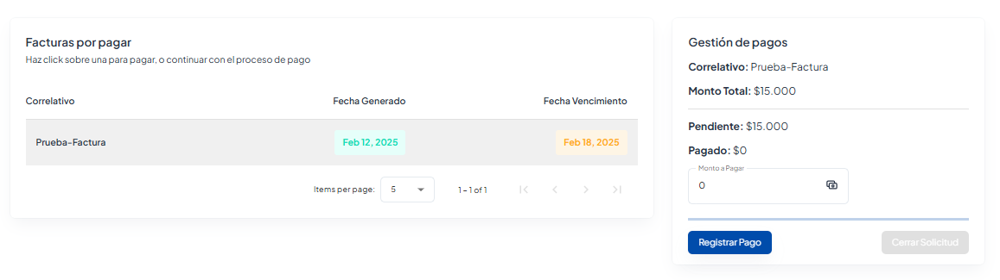 Facturas por pagar
Haz click sobre una para pagar, o continuar con el proceso de pago
Correlativo Fecha Generado Fecha Vencimiento
Prueba-Factura Feb 12, 2025 Feb 18, 2025
Items per page: 5 1 - 1 of 1
Gestión de pagos
Correlativo: Prueba-Factura
Monto Total: $15.000
Pendiente: $15.000
Pagado: $0
Monto a Pagar
0
Registrar Pago Cerrar Solicitud